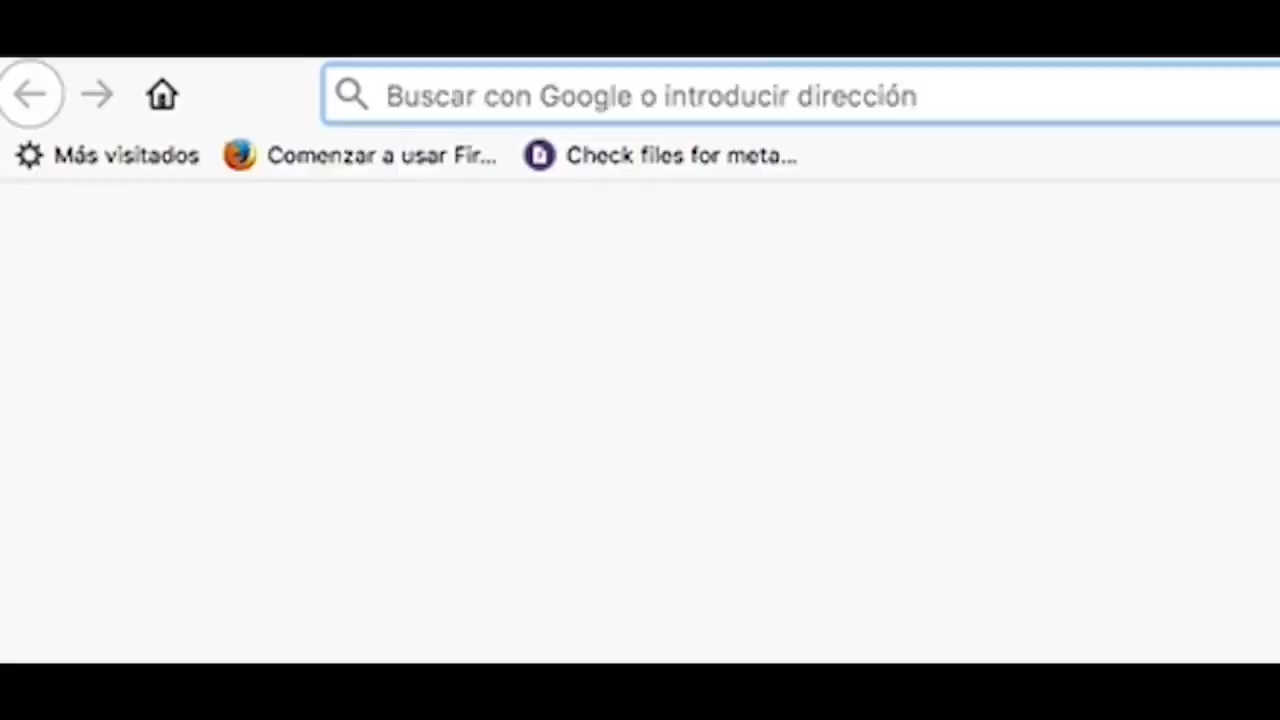 Buscar con Google o introducir dirección
Más visitados Comenzar a usar Fir... Check files for meta...